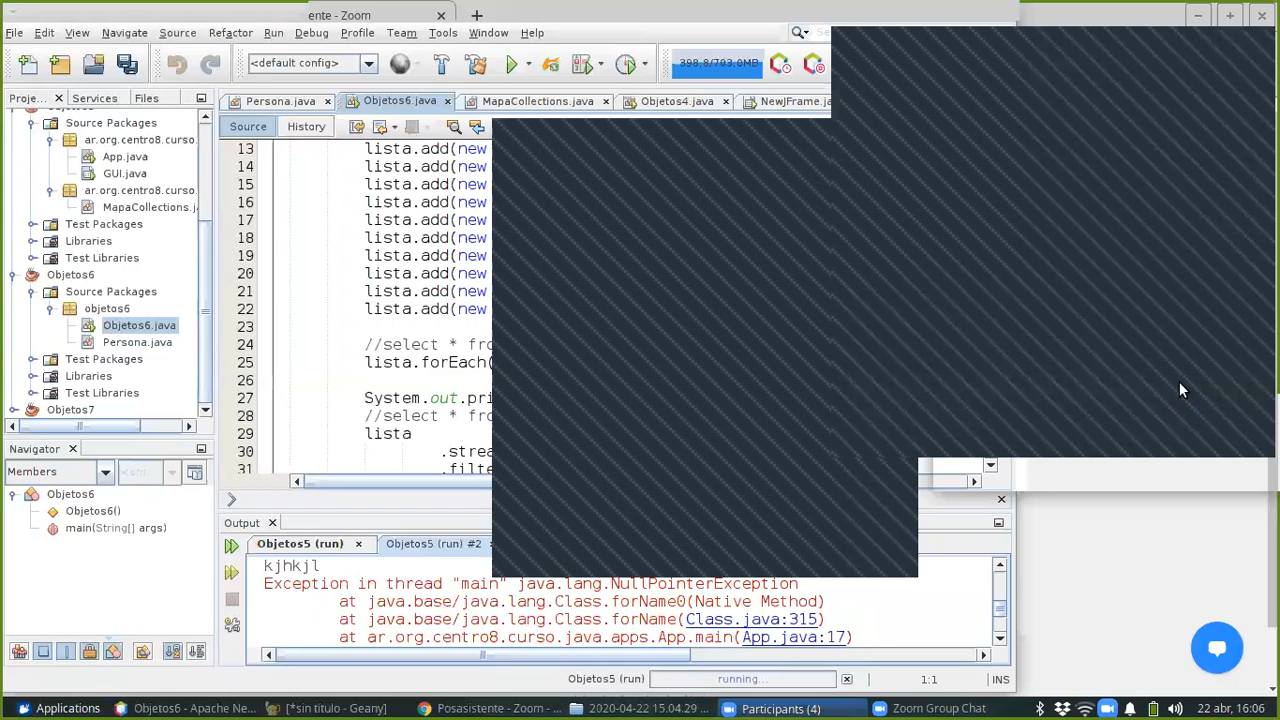 ente - Zoom
File Edit View Navigate Source Refactor Run Debug Profile Team Tools Window Help
<default config>
398,8/703,0MB
Proje... Services Files
Persona.java Objetos6.java MapaCollections.java Objetos4.java NewJFrame.ja
Source History
Source Packages
ar.org.centro8.curso.
App.java
GUI.java
ar.org.centro8.curso.
MapaCollections.j
Test Packages
Libraries
Test Libraries
Objetos6
Source Packages
objetos6
Objetos6.java
Persona.java
Test Packages
Libraries
Test Libraries
Objetos7
13 lista.add(new
14 lista.add(new
15 lista.add(new
16 lista.add(new
17 lista.add(new
18 lista.add(new
19 lista.add(new
20 lista.add(new
21 lista.add(new
22 lista.add(new
23
24 //select * fro
25 lista.forEach(
26
27 System.out.pri
28 //select * fro
29 lista
30 .strea
31 .filte
Navigator
Members
Objetos6
Objetos6()
main(String[] args)
Output
Objetos5 (run) Objetos5 (run) #2
kjhkjl
Exception in thread "main" java.lang.NullPointerException
at java.base/java.lang.Class.forName0(Native Method)
at java.base/java.lang.Class.forName(Class.java:315)
at ar.org.centro8.curso.java.apps.App.main(App.java:17)
Objetos5 (run) running... 1:1 INS
Applications Objetos6 - Apache Ne... [*sin título - Geany] Posasistente - Zoom - ... 2020-04-22 15.04.29 ... Participants (4) Zoom Group Chat 22 abr, 16:06